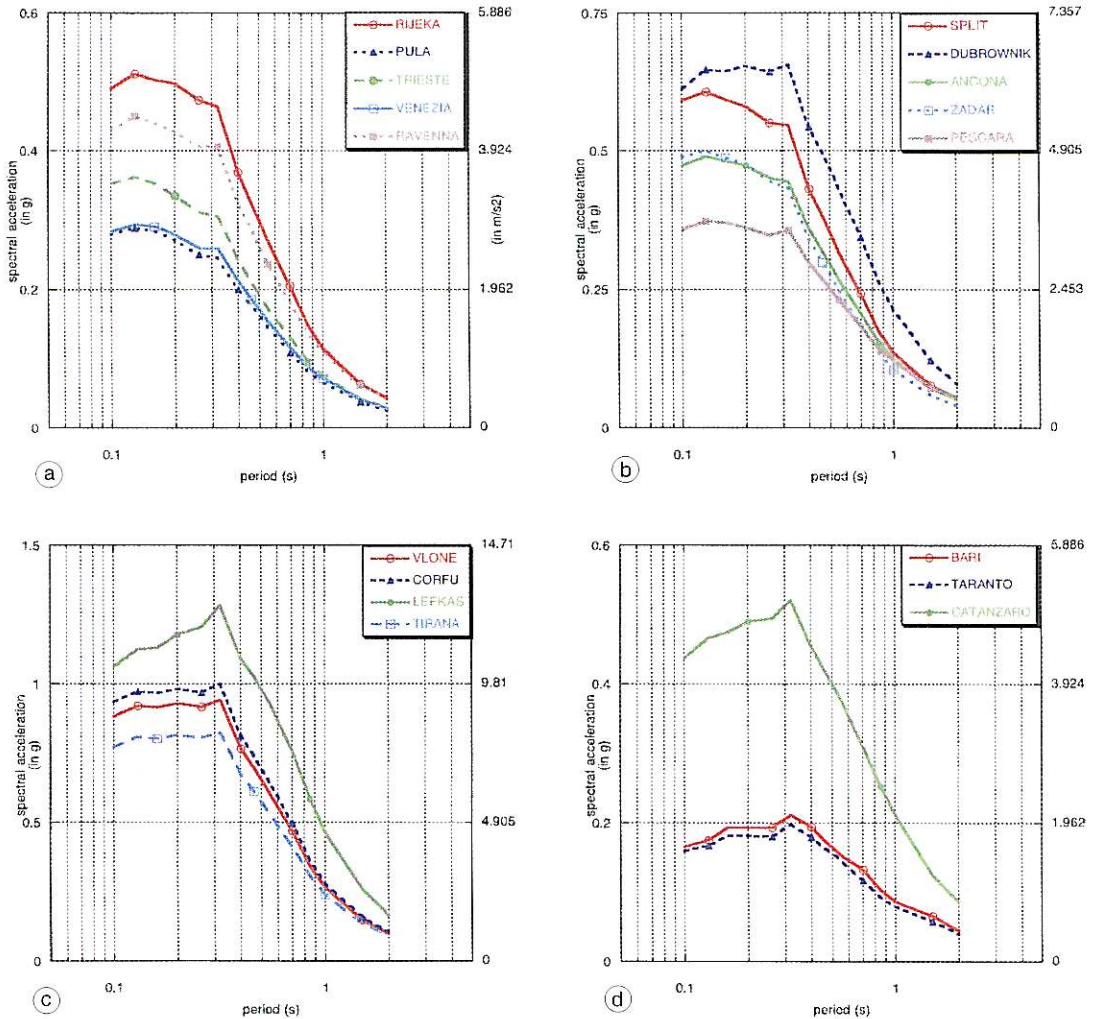 0.6
0.4
0.2
0
spectral acceleration
(in g)
0.1
1
period (s)
5.886
3.924
1.962
0
(in m/s2)
RIJEKA
PULA
TRIESTE
VENEZIA
RAVENNA
a
0.75
0.5
0.25
0
spectral acceleration
(in g)
0.1
1
period (s)
7.357
4.905
2.453
0
SPLIT
DUBROWNIK
ANCONA
ZADAR
PESCARA
b
1.5
1
0.5
0
spectral acceleration
(in g)
0.1
1
period (s)
14.71
9.81
4.905
0
VLONE
CORFU
LEFKAS
TIRANA
c
0.6
0.4
0.2
0
spectral acceleration
(in g)
0.1
1
period (s)
5.886
3.924
1.962
0
BARI
TARANTO
CATANZARO
d